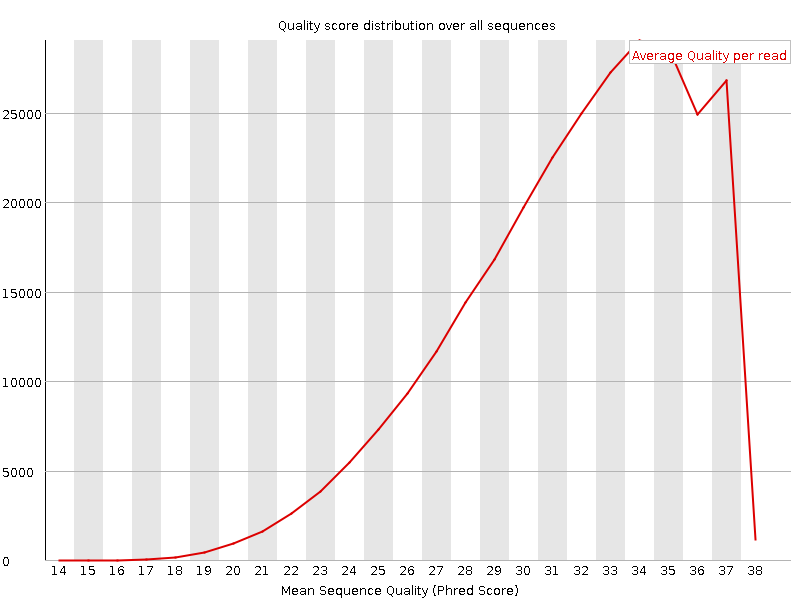 Quality score distribution over all sequences
Average Quality per read
25000
20000
15000
10000
5000
0
14 15 16 17 18 19 20 21 22 23 24 25 26 27 28 29 30 31 32 33 34 35 36 37 38
Mean Sequence Quality (Phred Score)